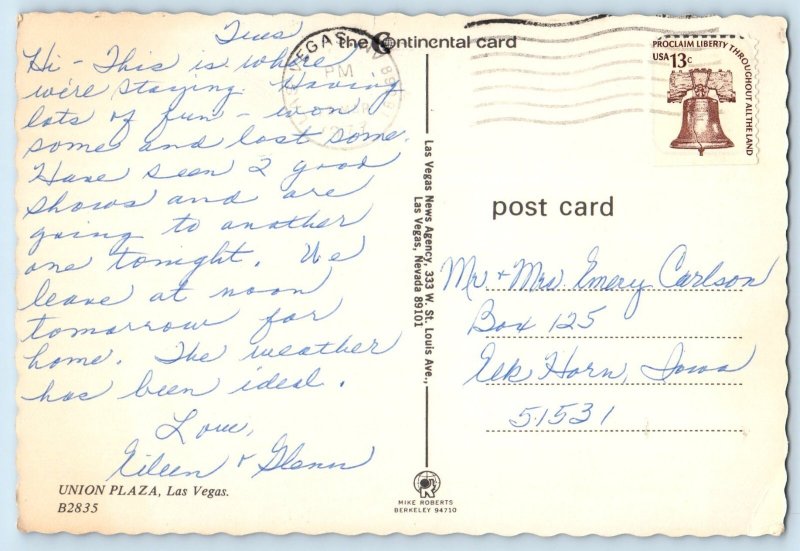 Tues
Hi - This is where
we're staying. Having
lots of fun - won
some and lost some.
Have seen 2 good
shows and are
going to another
one tonight. We
leave at noon
tomorrow for
home. The weather
has been ideal.
Love,
Eileen & Glenn
UNION PLAZA, Las Vegas.
B2835
the Continental card
VEGAS, NV
PM
Las Vegas News Agency, 333 W. St. Louis Ave.,
Las Vegas, Nevada 89101
MIKE ROBERTS
BERKELEY 94710
PROCLAIM LIBERTY THROUGHOUT ALL THE LAND
USA 13c
post card
Mr + Mrs Emery Carlson
Box 125
Elk Horn, Iowa
51531